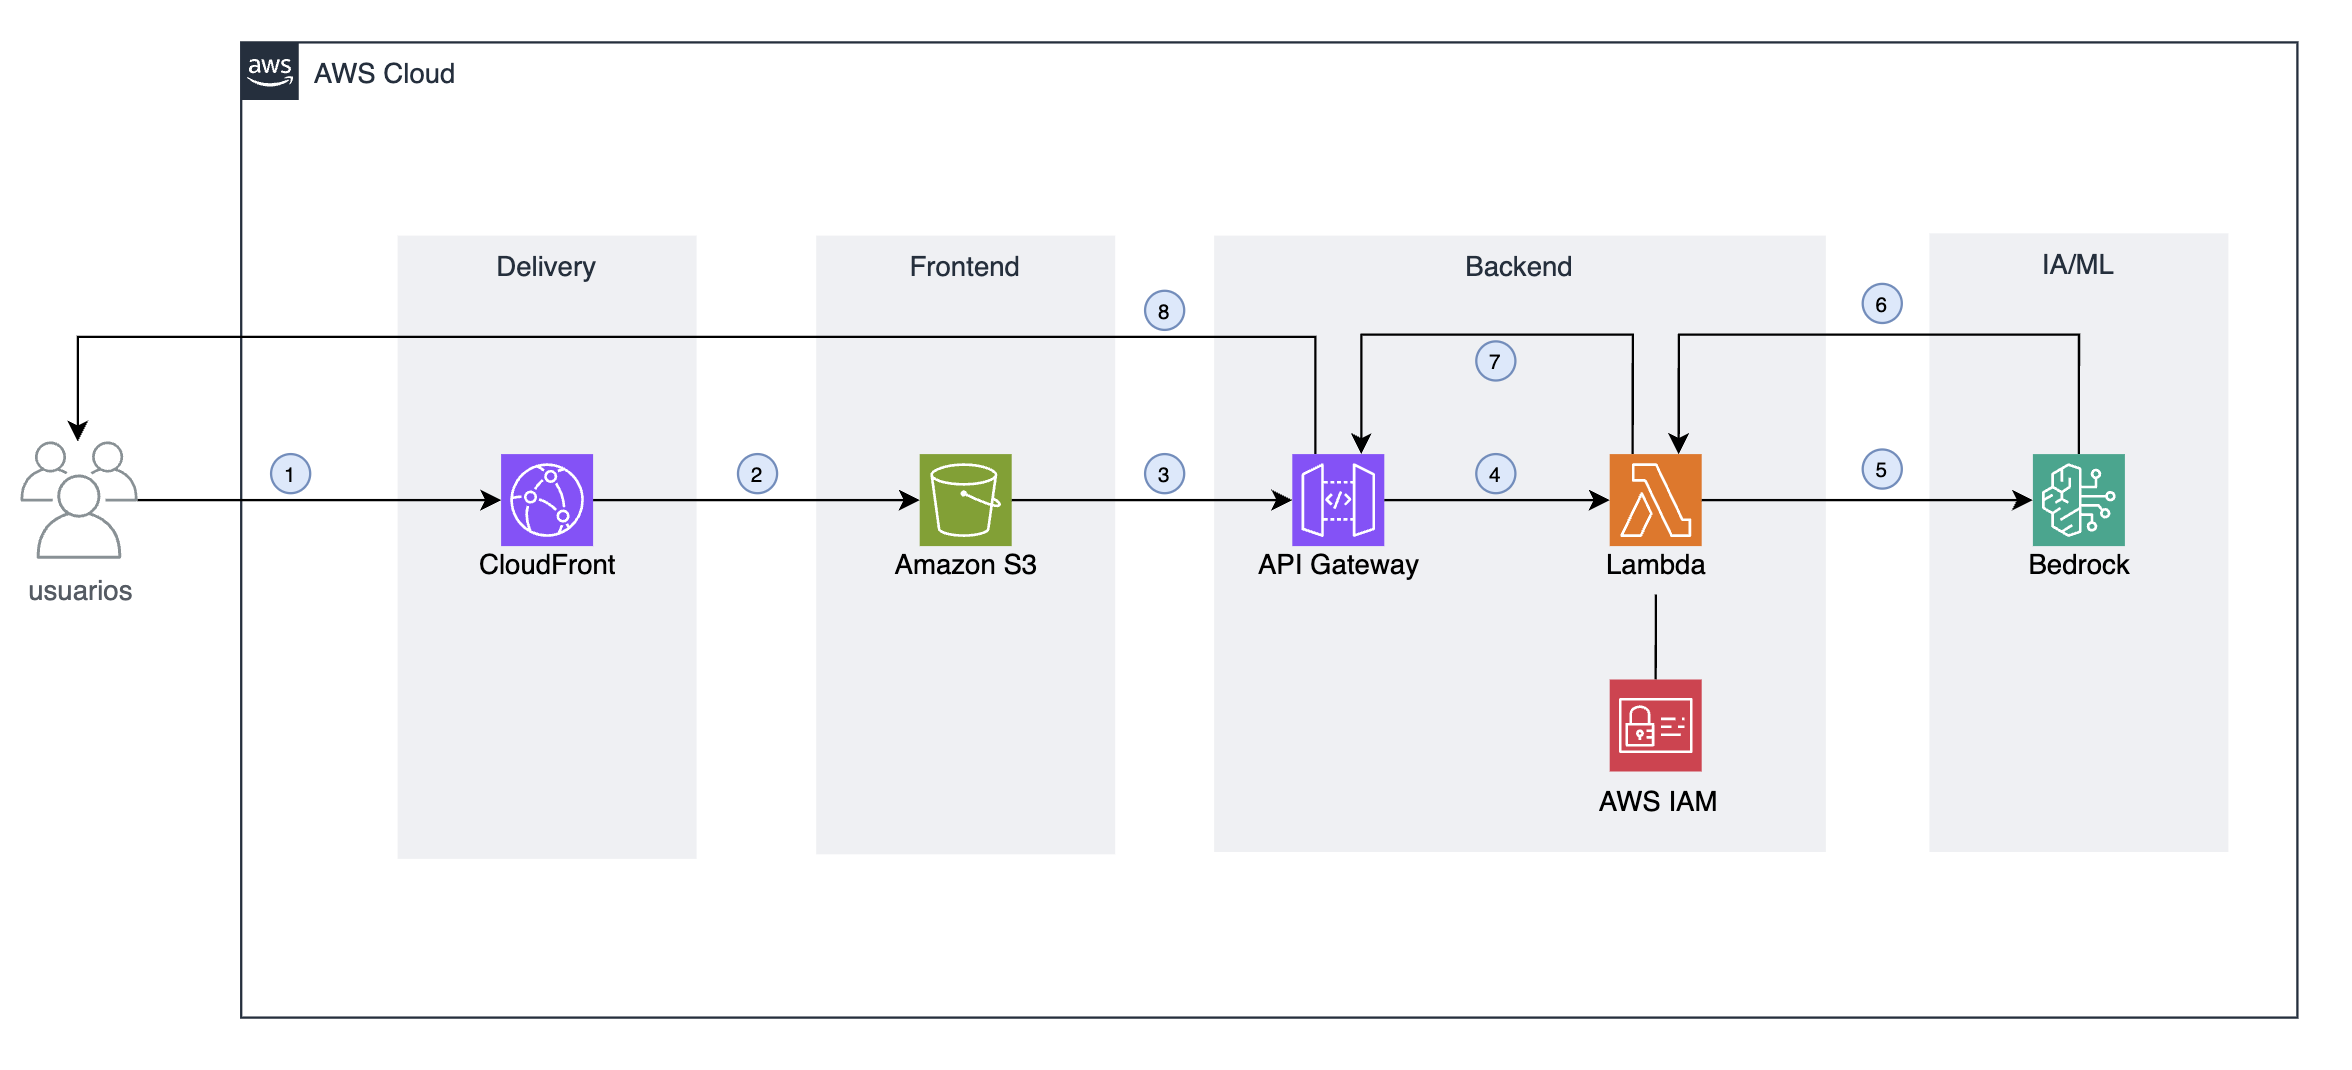 aws
AWS Cloud
Delivery
Frontend
Backend
IA/ML
8
7
6
1
2
3
4
5
usuarios
CloudFront
Amazon S3
</>
API Gateway
Lambda
Bedrock
AWS IAM